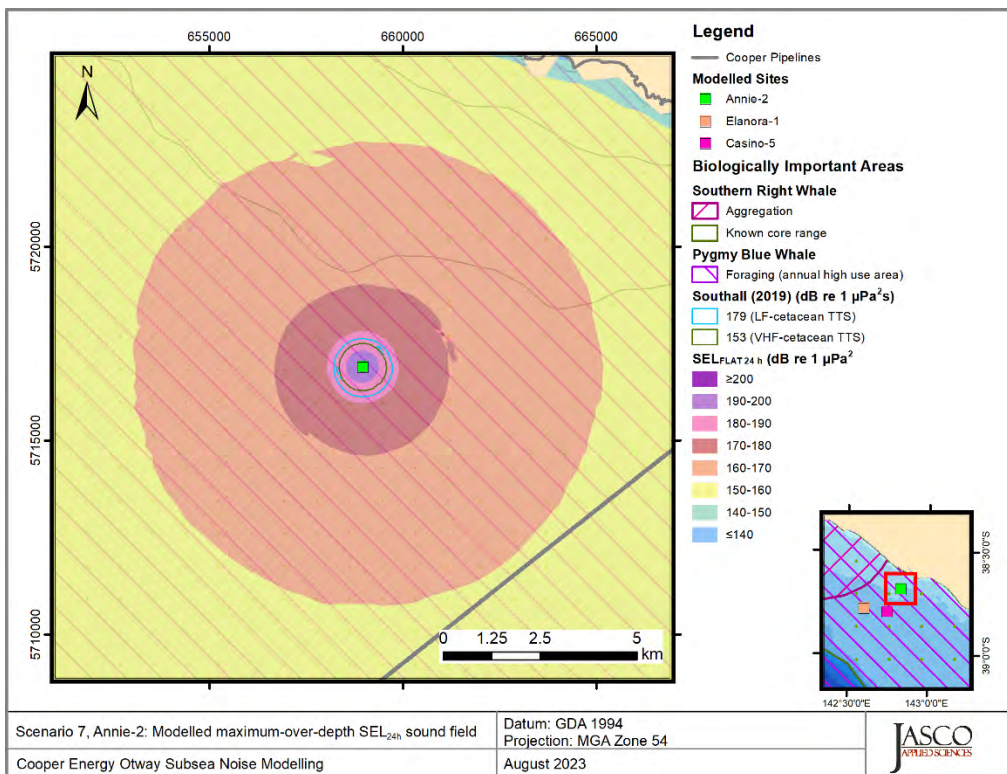 655000 660000 665000
N
5720000
5715000
5710000
0 1.25 2.5 5
km
Legend
Cooper Pipelines
Modelled Sites
Annie-2
Elanora-1
Casino-5
Biologically Important Areas
Southern Right Whale
Aggregation
Known core range
Pygmy Blue Whale
Foraging (annual high use area)
Southall (2019) (dB re 1 µPa²s)
179 (LF-cetacean TTS)
153 (VHF-cetacean TTS)
SELFLAT 24 h (dB re 1 µPa²
≥200
190-200
180-190
170-180
160-170
150-160
140-150
≤140
38°30'0"S
39°0'0"S
142°30'0"E 143°0'0"E
Scenario 7, Annie-2: Modelled maximum-over-depth SEL24h sound field
Cooper Energy Otway Subsea Noise Modelling
Datum: GDA 1994
Projection: MGA Zone 54
August 2023
JASCO
APPLIED SCIENCES